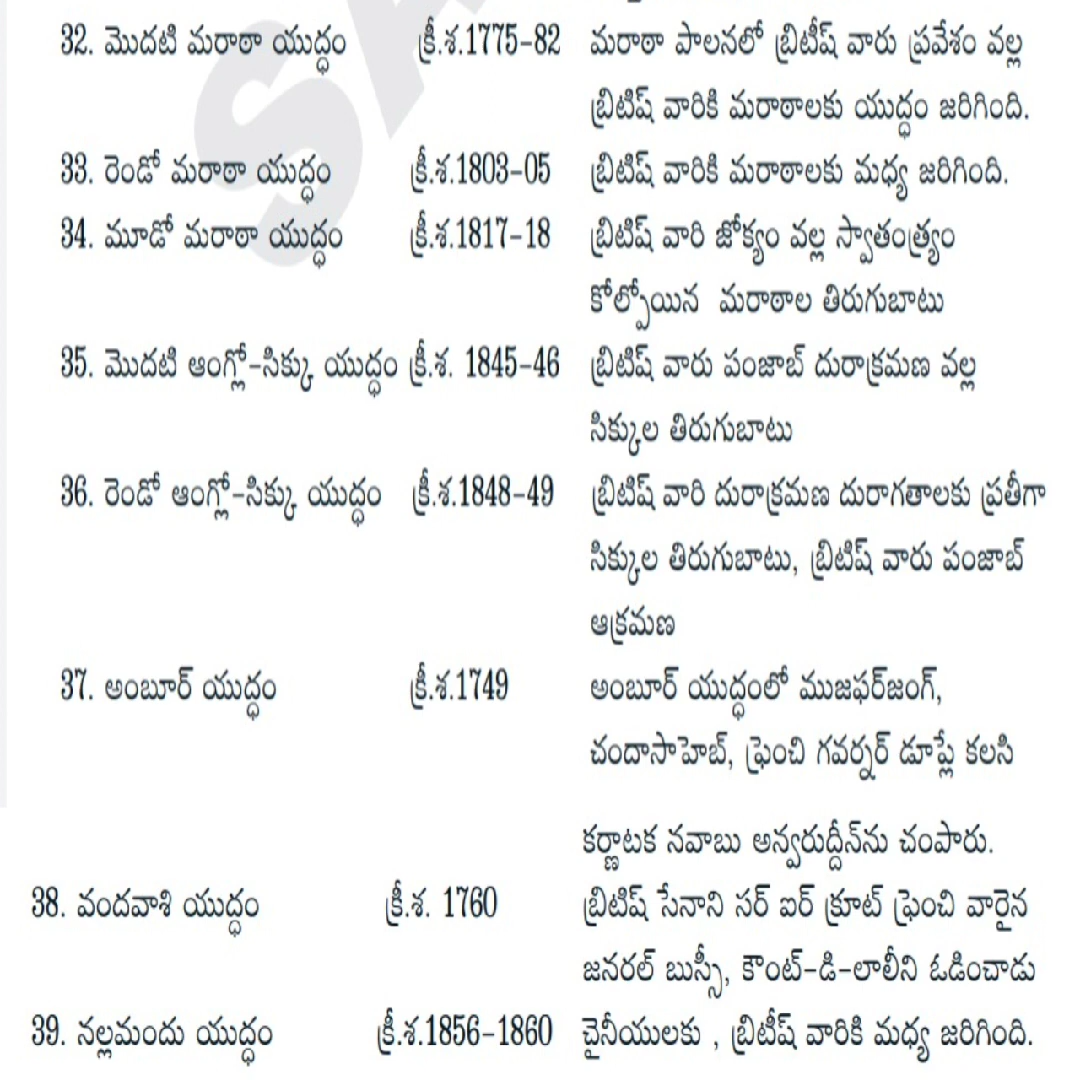 32. మొదటి మరాఠా యుద్ధం క్రీ.శ.1775-82 మరాఠా పాలనలో బ్రిటీష్ వారు ప్రవేశం వల్ల
బ్రిటిష్ వారికి మరాఠాలకు యుద్ధం జరిగింది.
33. రెండో మరాఠా యుద్ధం క్రీ.శ.1803-05 బ్రిటిష్ వారికి మరాఠాలకు మధ్య జరిగింది.
34. మూడో మరాఠా యుద్ధం క్రీ.శ.1817-18 బ్రిటిష్ వారి జోక్యం వల్ల స్వాతంత్ర్యం
కోల్పోయిన మరాఠాల తిరుగుబాటు
35. మొదటి ఆంగ్లో-సిక్కు యుద్ధం క్రీ.శ. 1845-46 బ్రిటిష్ వారు పంజాబ్ దురాక్రమణ వల్ల
సిక్కుల తిరుగుబాటు
36. రెండో ఆంగ్లో-సిక్కు యుద్ధం క్రీ.శ.1848-49 బ్రిటిష్ వారి దురాక్రమణ దురాగతాలకు ప్రతీగా
సిక్కుల తిరుగుబాటు, బ్రిటిష్ వారు పంజాబ్
ఆక్రమణ
37. అంబూర్ యుద్ధం క్రీ.శ.1749 అంబూర్ యుద్ధంలో ముజఫర్‌జంగ్,
చందాసాహెబ్, ఫ్రెంచి గవర్నర్ డూప్లే కలసి
కర్ణాటక నవాబు అన్వరుద్దీన్‌ను చంపారు.
38. వందవాశి యుద్ధం క్రీ.శ. 1760 బ్రిటిష్ సేనాని సర్ ఐర్ క్రూట్ ఫ్రెంచి వారైన
జనరల్ బుస్సీ, కౌంట్-డి-లాలీని ఓడించాడు
39. నల్లమందు యుద్ధం క్రీ.శ.1856-1860 చైనీయులకు , బ్రిటీష్ వారికి మధ్య జరిగింది.